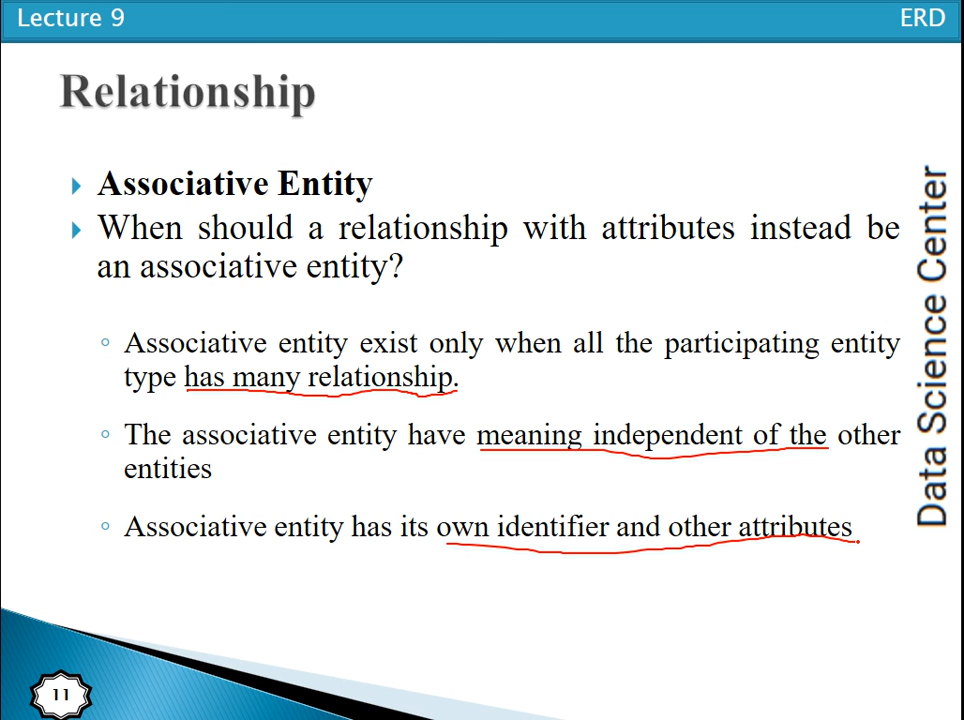 Lecture 9
ERD
Relationship
Associative Entity
When should a relationship with attributes instead be
an associative entity?
Associative entity exist only when all the participating entity
type has many relationship.
The associative entity have meaning independent of the other
entities
Associative entity has its own identifier and other attributes
Data Science Center
11